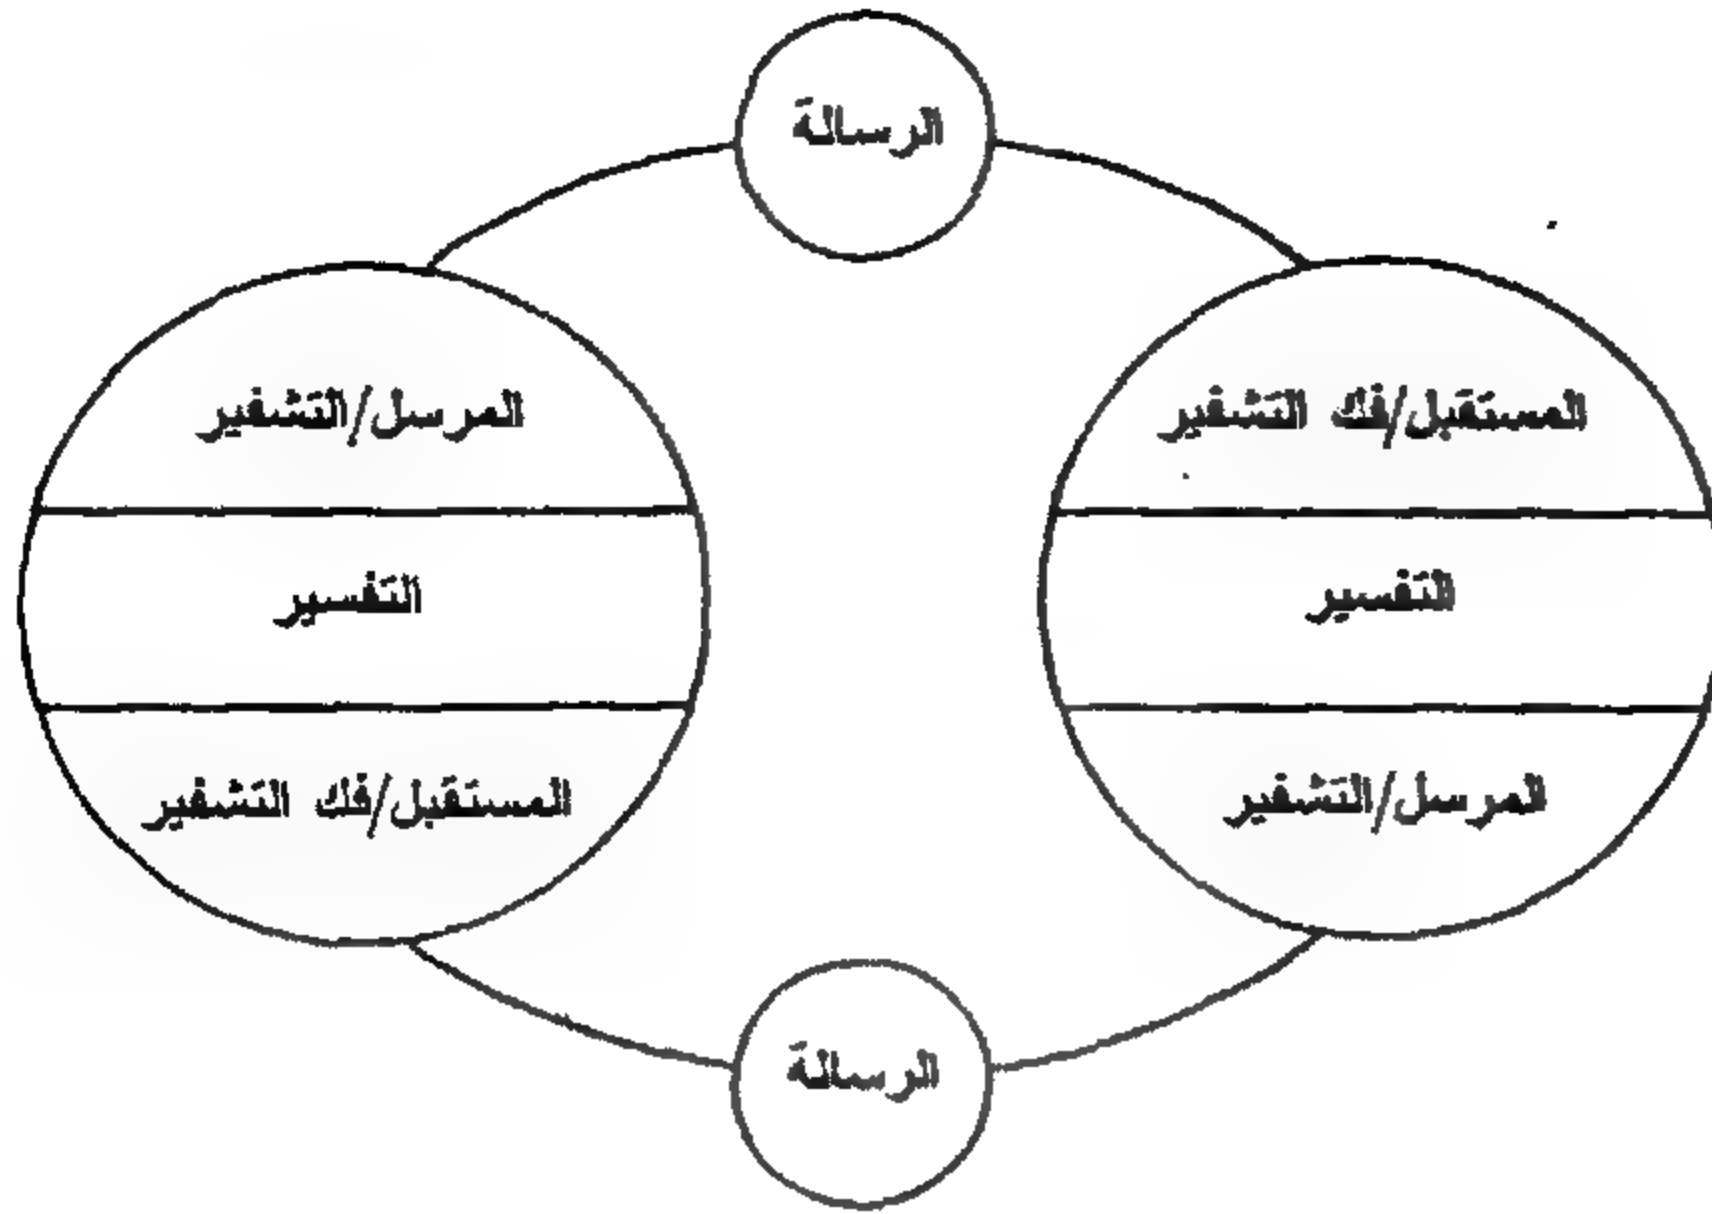 الرسالة
المستقبل/فك التشفير
المرسل/التشفير
التفسير
التفسير
المرسل/التشفير
المستقبل/فك التشفير
الرسالة